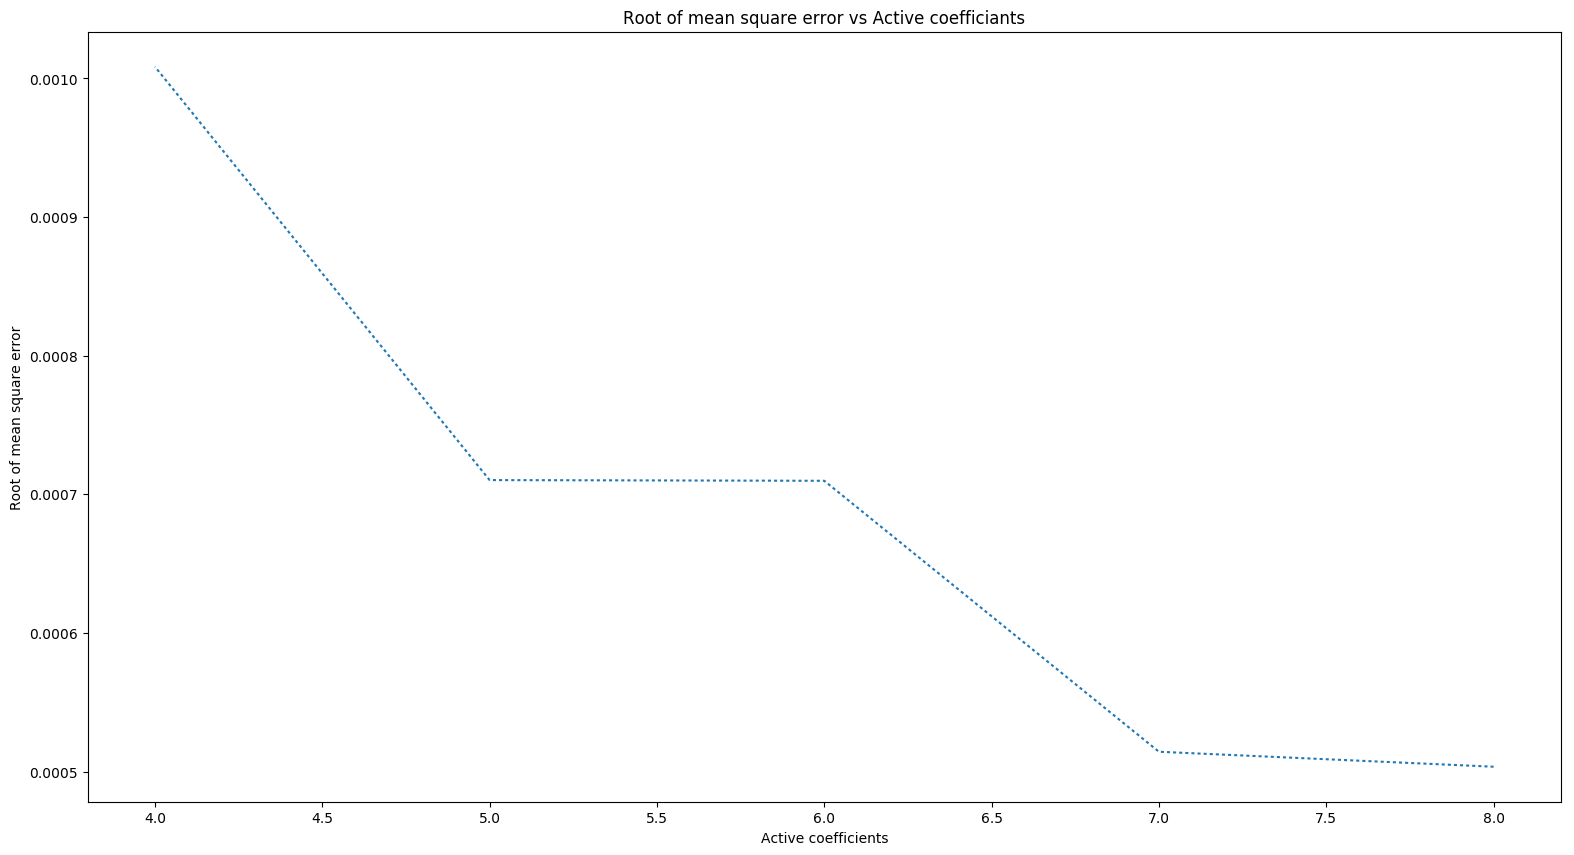 Root of mean square error vs Active coefficiants
Root of mean square error
0.0010
0.0009
0.0008
0.0007
0.0006
0.0005
4.0 4.5 5.0 5.5 6.0 6.5 7.0 7.5 8.0
Active coefficients